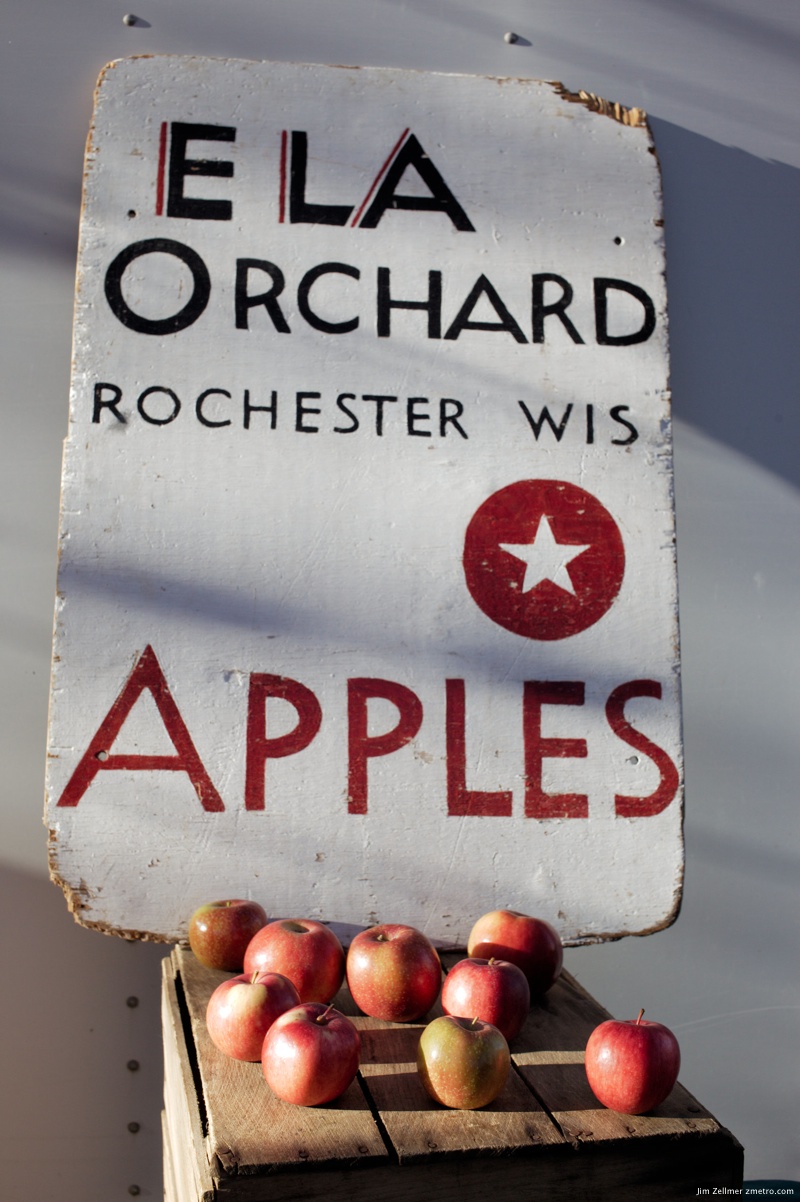 ELA
ORCHARD
ROCHESTER WIS
APPLES
Jim Zellmer zmetro.com